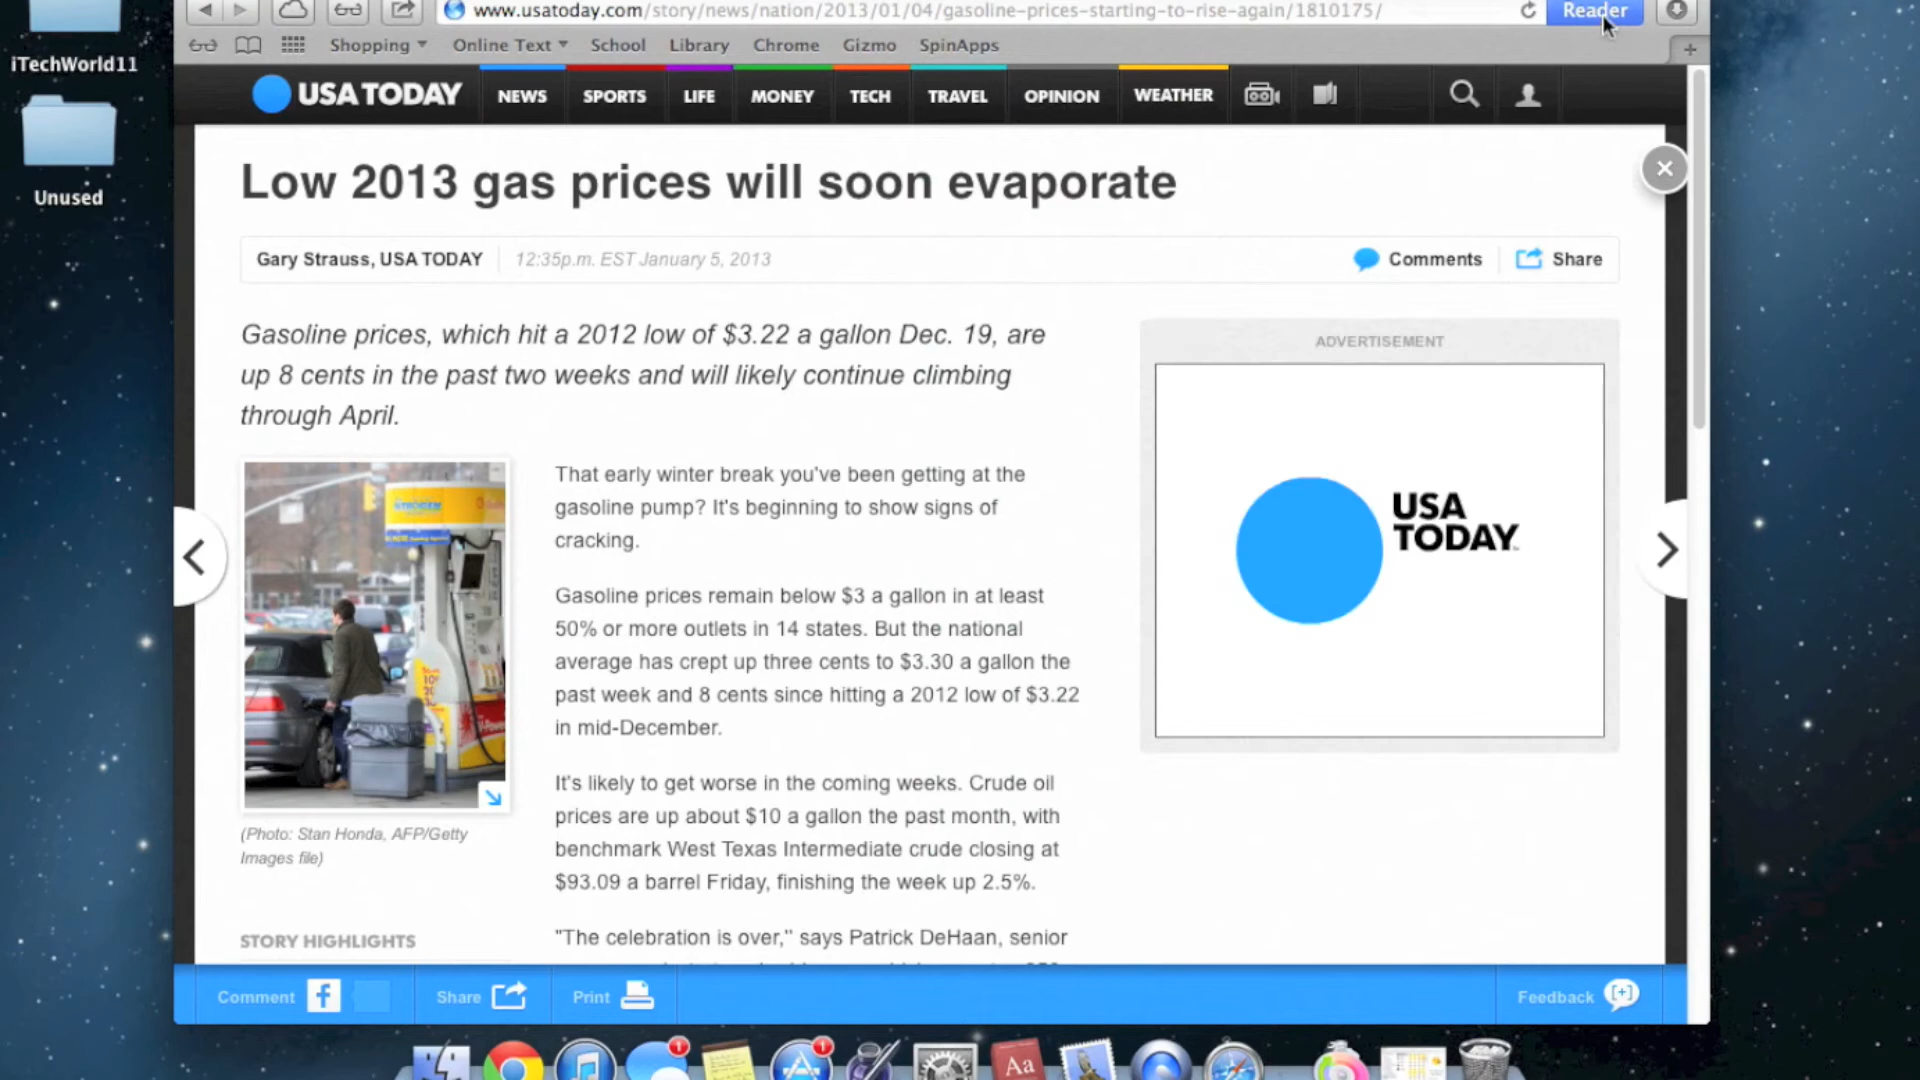 iTechWorld11
Unused
www.usatoday.com/story/news/nation/2013/01/04/gasoline-prices-starting-to-rise-again/1810175/
Reader
Shopping Online Text School Library Chrome Gizmo SpinApps
USA TODAY NEWS SPORTS LIFE MONEY TECH TRAVEL OPINION WEATHER
Low 2013 gas prices will soon evaporate
Gary Strauss, USA TODAY 12:35p.m. EST January 5, 2013
Comments Share
Gasoline prices, which hit a 2012 low of $3.22 a gallon Dec. 19, are
up 8 cents in the past two weeks and will likely continue climbing
through April.
ADVERTISEMENT
USA
TODAY
(Photo: Stan Honda, AFP/Getty
Images file)
STORY HIGHLIGHTS
That early winter break you've been getting at the
gasoline pump? It's beginning to show signs of
cracking.
Gasoline prices remain below $3 a gallon in at least
50% or more outlets in 14 states. But the national
average has crept up three cents to $3.30 a gallon the
past week and 8 cents since hitting a 2012 low of $3.22
in mid-December.
It's likely to get worse in the coming weeks. Crude oil
prices are up about $10 a gallon the past month, with
benchmark West Texas Intermediate crude closing at
$93.09 a barrel Friday, finishing the week up 2.5%.
"The celebration is over," says Patrick DeHaan, senior
Comment Share Print
Feedback [+]
1
1
Aa